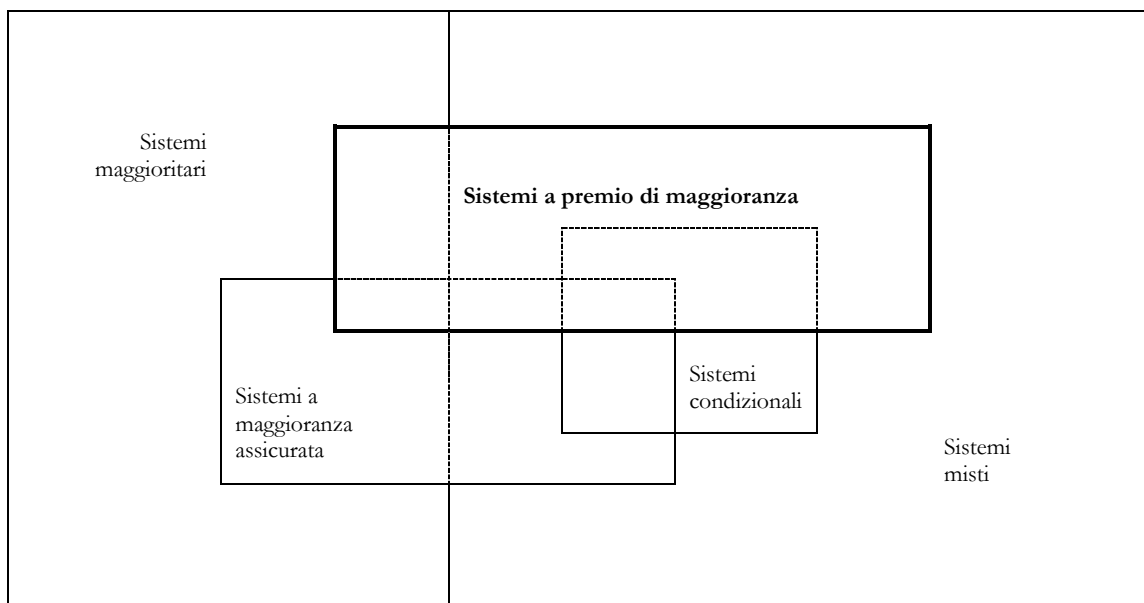 Sistemi
maggioritari
Sistemi a premio di maggioranza
Sistemi a
maggioranza
assicurata
Sistemi
condizionali
Sistemi
misti